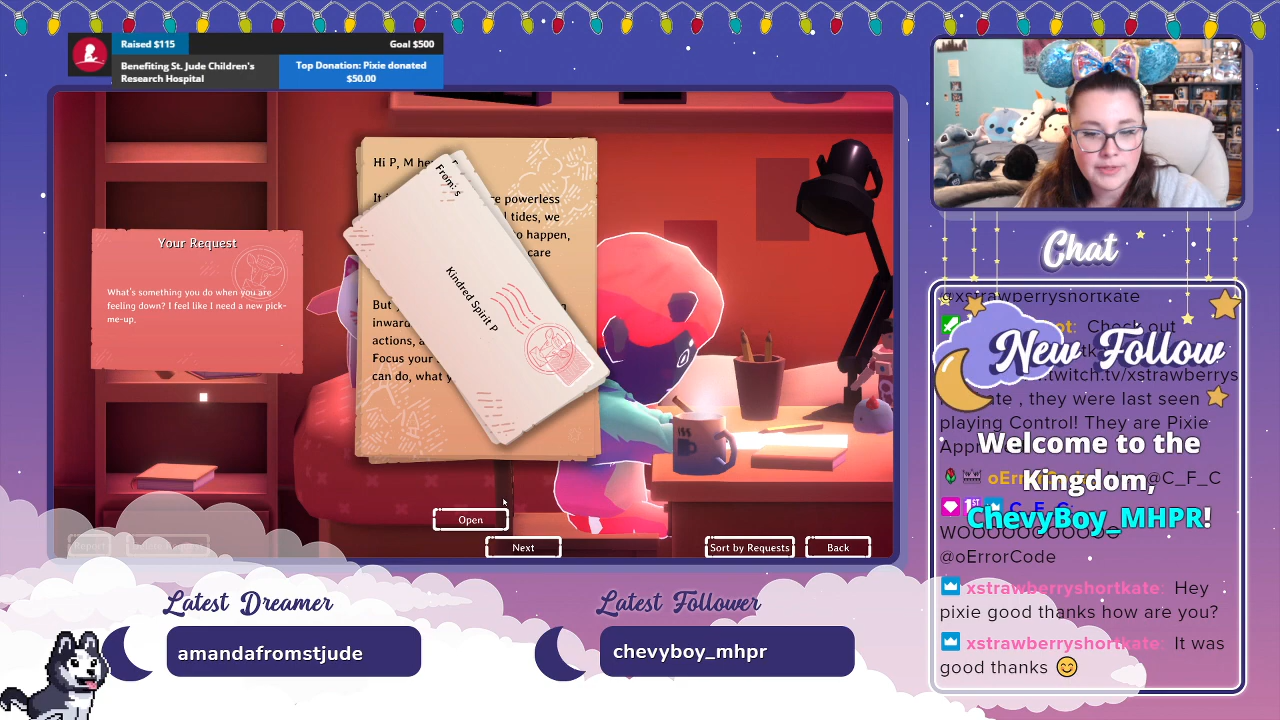 Raised $115
Goal $500
Benefiting St. Jude Children's
Research Hospital
Top Donation: Pixie donated
$50.00
Your Request
What's something you do when you are
feeling down? I feel like I need a new pick-
me-up.
Hi P, M he
powerless
tides, we
to happen,
care
But
inward
actions, a
Focus your
can do, what y
From: s
Kindred Spirit P
Open
Next
Sort by Requests
Back
Chat
@xstrawberryshortkate
Check out
.twitch.tv/xstrawberrys
, they were last seen
playing Control! They are Pixie
@C_F_C
@oErrorCode
xstrawberryshortkate: Hey
pixie good thanks how are you?
xstrawberryshortkate: It was
good thanks 😊
New Follow
Welcome to the
Kingdom,
ChevyBoy_MHPR!
Latest Dreamer
amandafromstjude
Latest Follower
chevyboy_mhpr